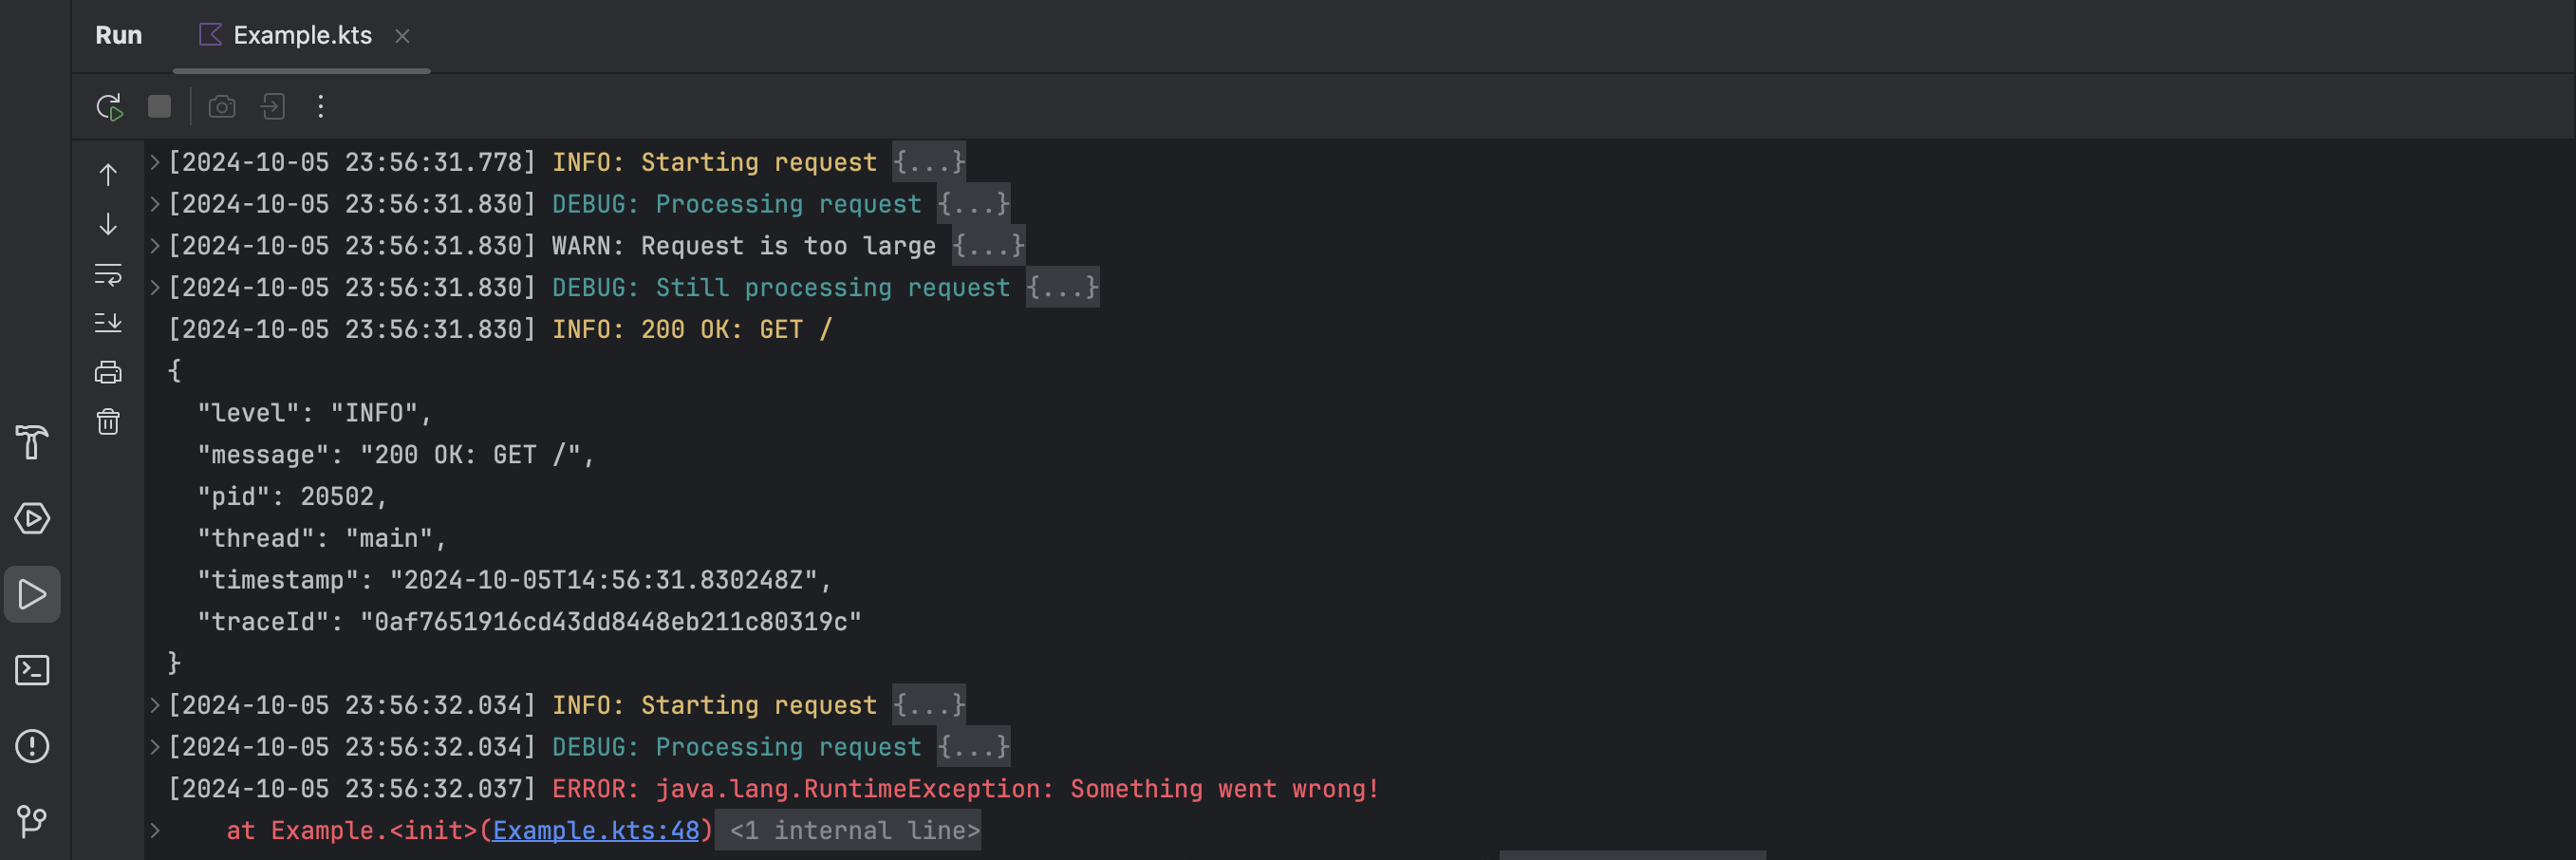 Run Example.kts
[2024-10-05 23:56:31.778] INFO: Starting request {...}
[2024-10-05 23:56:31.830] DEBUG: Processing request {...}
[2024-10-05 23:56:31.830] WARN: Request is too large {...}
[2024-10-05 23:56:31.830] DEBUG: Still processing request {...}
[2024-10-05 23:56:31.830] INFO: 200 OK: GET /
{
  "level": "INFO",
  "message": "200 OK: GET /",
  "pid": 20502,
  "thread": "main",
  "timestamp": "2024-10-05T14:56:31.830248Z",
  "traceId": "0af7651916cd43dd8448eb211c80319c"
}
[2024-10-05 23:56:32.034] INFO: Starting request {...}
[2024-10-05 23:56:32.034] DEBUG: Processing request {...}
[2024-10-05 23:56:32.037] ERROR: java.lang.RuntimeException: Something went wrong!
    at Example.<init>(Example.kts:48) <1 internal line>